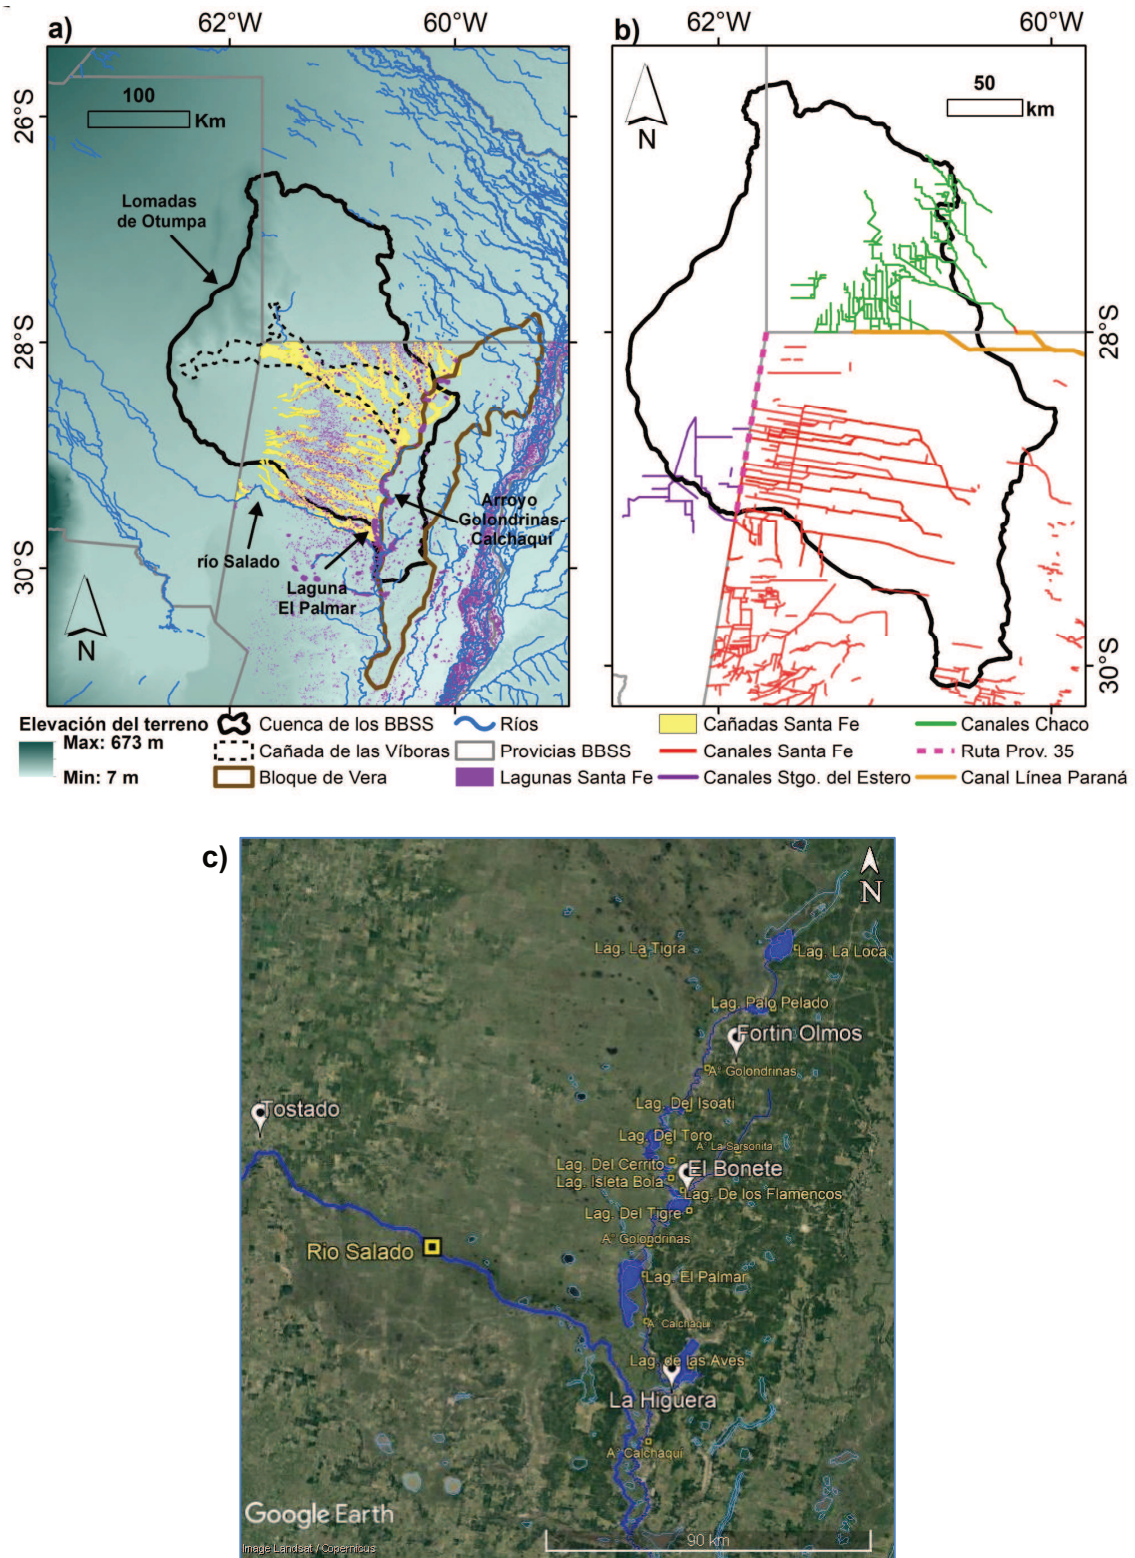 62°W
60°W
a)
100
Km
26°S
28°S
30°S
Lomadas
de Otumpa
río Salado
Laguna
El Palmar
Arroyo
Golondrinas-
Calchaquí
N
62°W
60°W
b)
50
km
N
28°S
30°S
Elevación del terreno
Max: 673 m
Min: 7 m
Cuenca de los BBSS
Ríos
Cañadas Santa Fe
Canales Chaco
Cañada de las Víboras
Provicias BBSS
Canales Santa Fe
Ruta Prov. 35
Bloque de Vera
Lagunas Santa Fe
Canales Stgo. del Estero
Canal Línea Paraná
c)
N
Lag. La Tigra
Lag. La Loca
Lag. Palo Pelado
Fortin Olmos
A° Golondrinas
Lag. Del Isoati
Tostado
Lag. Del Toro
A° La Sarsonita
Lag. Del Cerrito
El Bonete
Lag. Isleta Bola
Lag. De los Flamencos
Lag. Del Tigre
A° Golondrinas
Rio Salado
Lag. El Palmar
A° Calchaqui
Lag. de las Aves
La Higuera
A° Calchaqui
Google Earth
90 km
Image Landsat / Copernicus